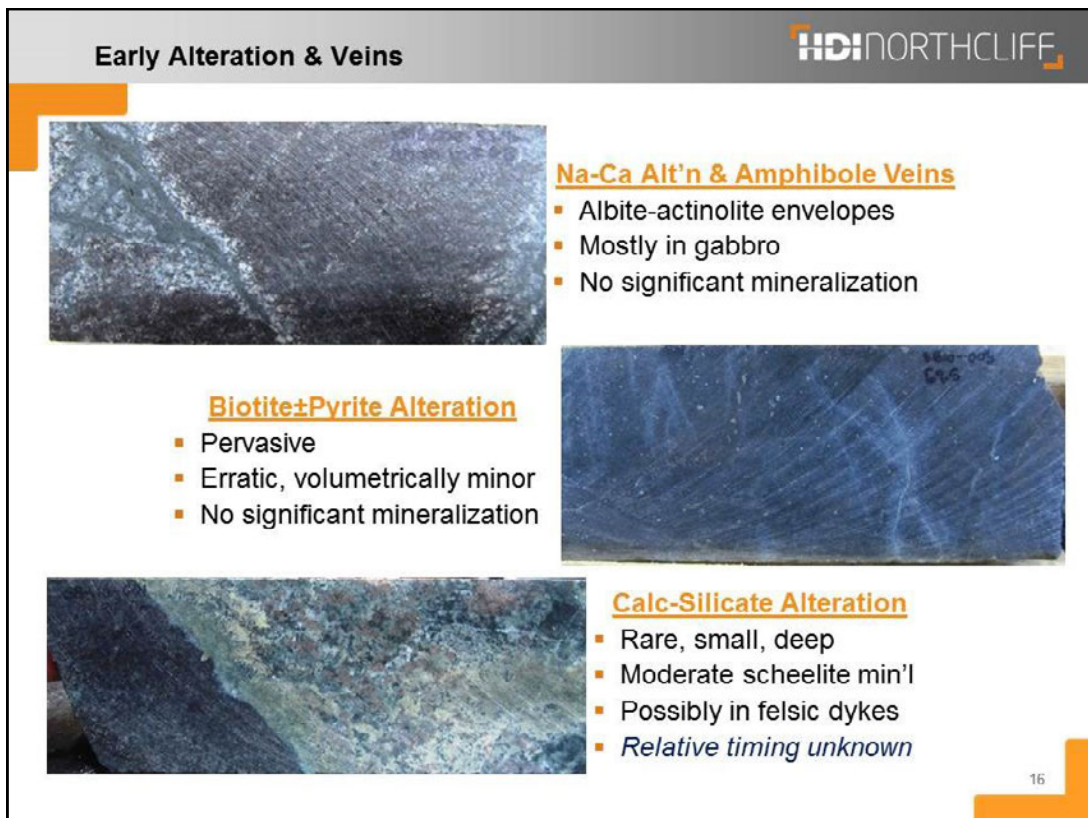 Early Alteration & Veins
HDINORTHCLIFF
Na-Ca Alt’n & Amphibole Veins
▪ Albite-actinolite envelopes
▪ Mostly in gabbro
▪ No significant mineralization
Biotite±Pyrite Alteration
▪ Pervasive
▪ Erratic, volumetrically minor
▪ No significant mineralization
Calc-Silicate Alteration
▪ Rare, small, deep
▪ Moderate scheelite min’l
▪ Possibly in felsic dykes
▪ Relative timing unknown
16